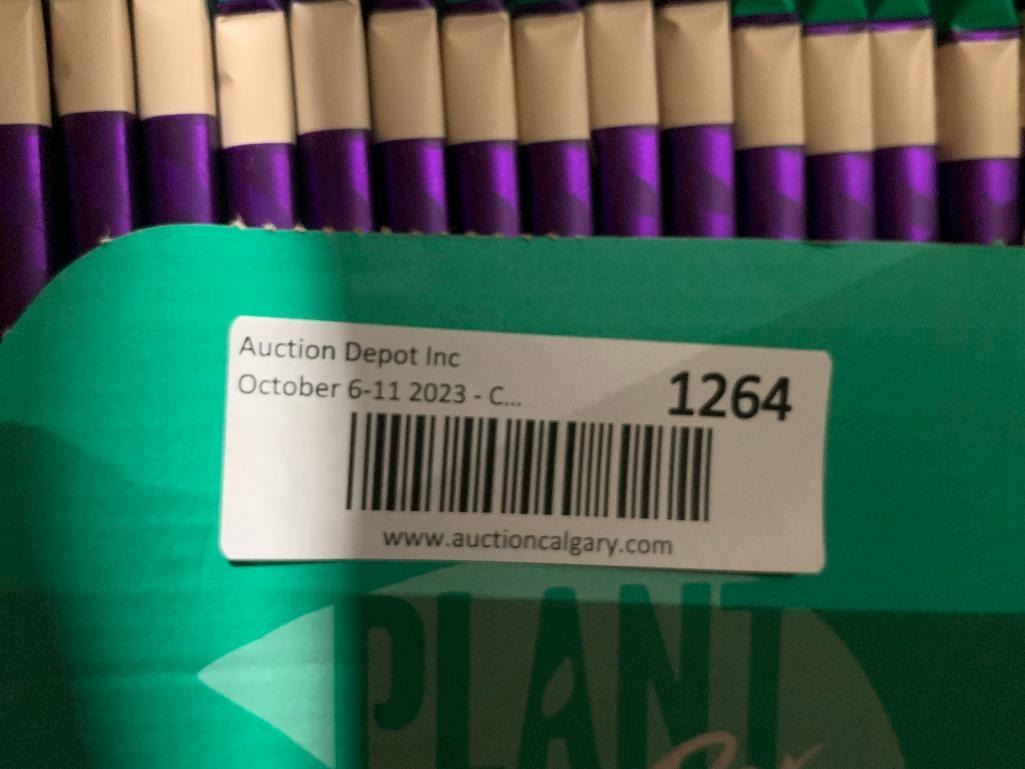 Auction Depot Inc
October 6-11 2023 - C...
1264
www.auctioncalgary.com
PLANT